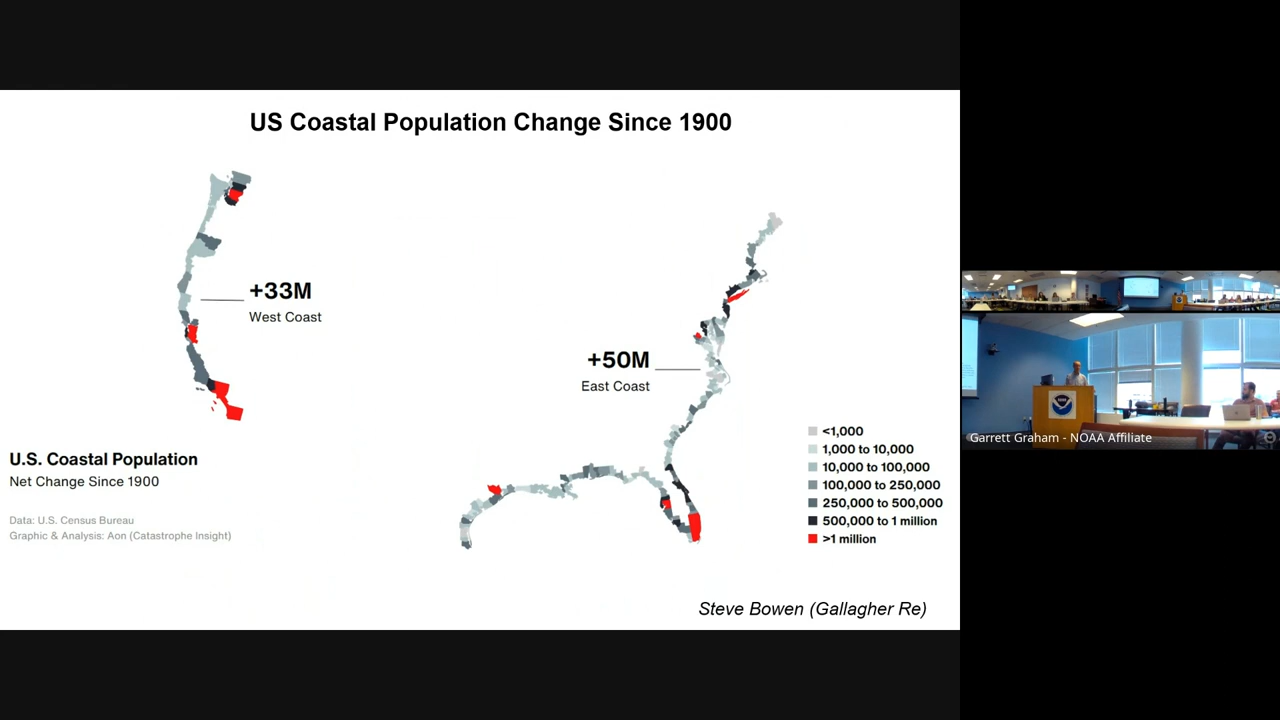 US Coastal Population Change Since 1900
+33M
West Coast
+50M
East Coast
<1,000
1,000 to 10,000
10,000 to 100,000
100,000 to 250,000
250,000 to 500,000
500,000 to 1 million
>1 million
U.S. Coastal Population
Net Change Since 1900
Data: U.S. Census Bureau
Graphic & Analysis: Aon (Catastrophe Insight)
Steve Bowen (Gallagher Re)
Garrett Graham - NOAA Affiliate